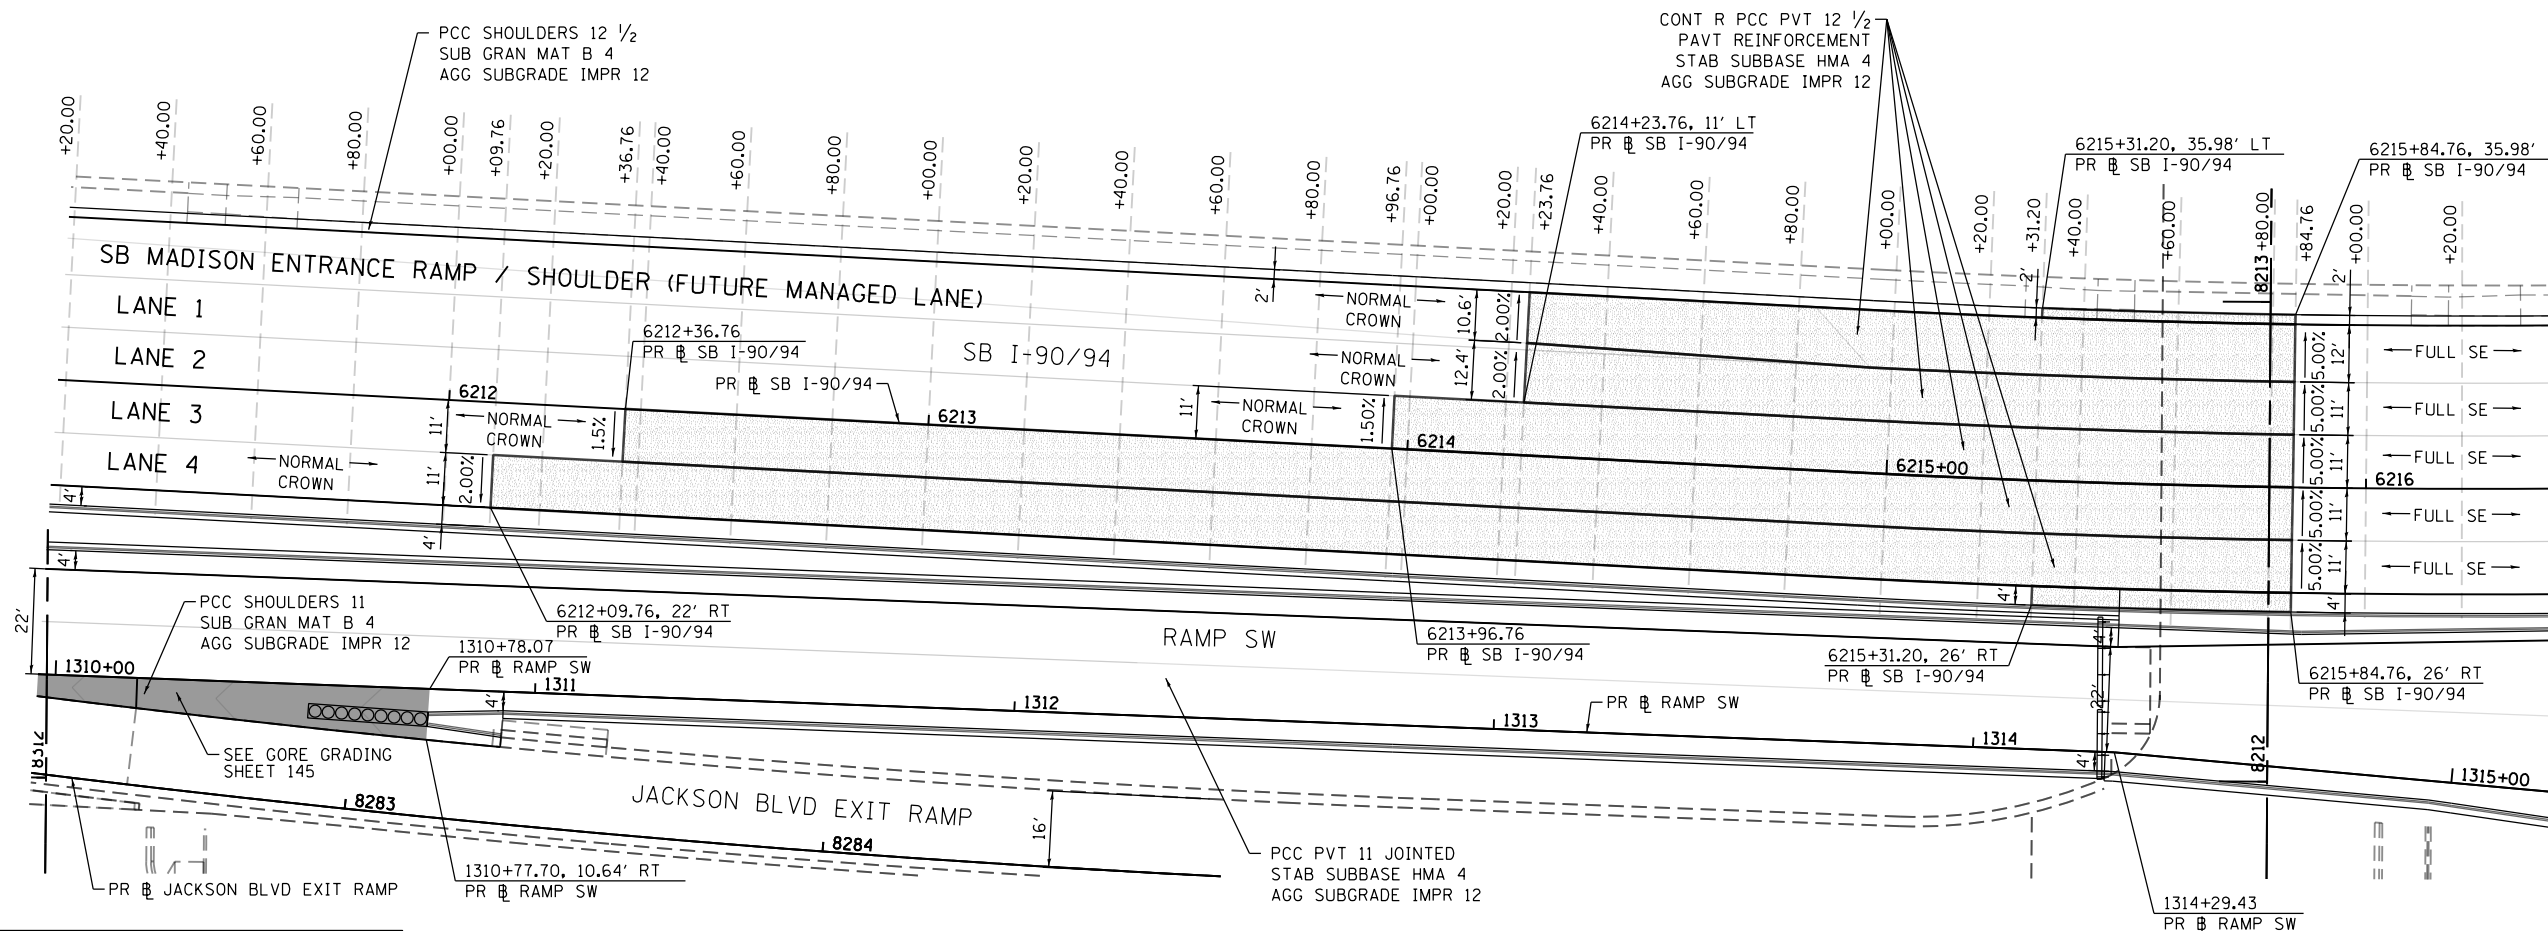 PCC SHOULDERS 12 ½
SUB GRAN MAT B 4
AGG SUBGRADE IMPR 12
CONT R PCC PVT 12 ½
PAVT REINFORCEMENT
STAB SUBBASE HMA 4
AGG SUBGRADE IMPR 12
6214+23.76, 11' LT
PR ℄ SB I-90/94
6215+31.20, 35.98' LT
PR ℄ SB I-90/94
6215+84.76, 35.98'
PR ℄ SB I-90/94
+20.00
+40.00
+60.00
+80.00
+00.00
+09.76
+20.00
+36.76
+40.00
+60.00
+80.00
+00.00
+20.00
+40.00
+60.00
+80.00
+96.76
+00.00
+20.00
+23.76
+40.00
+60.00
+80.00
+00.00
+20.00
+31.20
+40.00
+60.00
8213
+80.00
+84.76
+00.00
+20.00
SB MADISON ENTRANCE RAMP / SHOULDER (FUTURE MANAGED LANE)
LANE 1
LANE 2
LANE 3
LANE 4
SB I-90/94
2'
NORMAL
CROWN
10.6'
2.00%
2'
2'
NORMAL
CROWN
12.4'
2.00%
6212+36.76
PR ℄ SB I-90/94
PR ℄ SB I-90/94
6212
NORMAL
CROWN
11'
1.5%
6213
11'
NORMAL
CROWN
1.50%
6214
6215+00
6216
NORMAL
CROWN
11'
2.00%
4'
4'
4'
5.00%
12'
FULL SE
5.00%
11'
FULL SE
5.00%
11'
FULL SE
5.00%
11'
FULL SE
5.00%
11'
FULL SE
4'
4'
22'
PCC SHOULDERS 11
SUB GRAN MAT B 4
AGG SUBGRADE IMPR 12
6212+09.76, 22' RT
PR ℄ SB I-90/94
1310+78.07
PR ℄ RAMP SW
RAMP SW
6213+96.76
PR ℄ SB I-90/94
6215+31.20, 26' RT
PR ℄ SB I-90/94
6215+84.76, 26' RT
PR ℄ SB I-90/94
1310+00
1311
4'
1312
1313
PR ℄ RAMP SW
1314
4'
22'
4'
8212
1315+00
8312
SEE GORE GRADING
SHEET 145
8283
JACKSON BLVD EXIT RAMP
8284
16'
PR ℄ JACKSON BLVD EXIT RAMP
1310+77.70, 10.64' RT
PR ℄ RAMP SW
PCC PVT 11 JOINTED
STAB SUBBASE HMA 4
AGG SUBGRADE IMPR 12
1314+29.43
PR ℄ RAMP SW